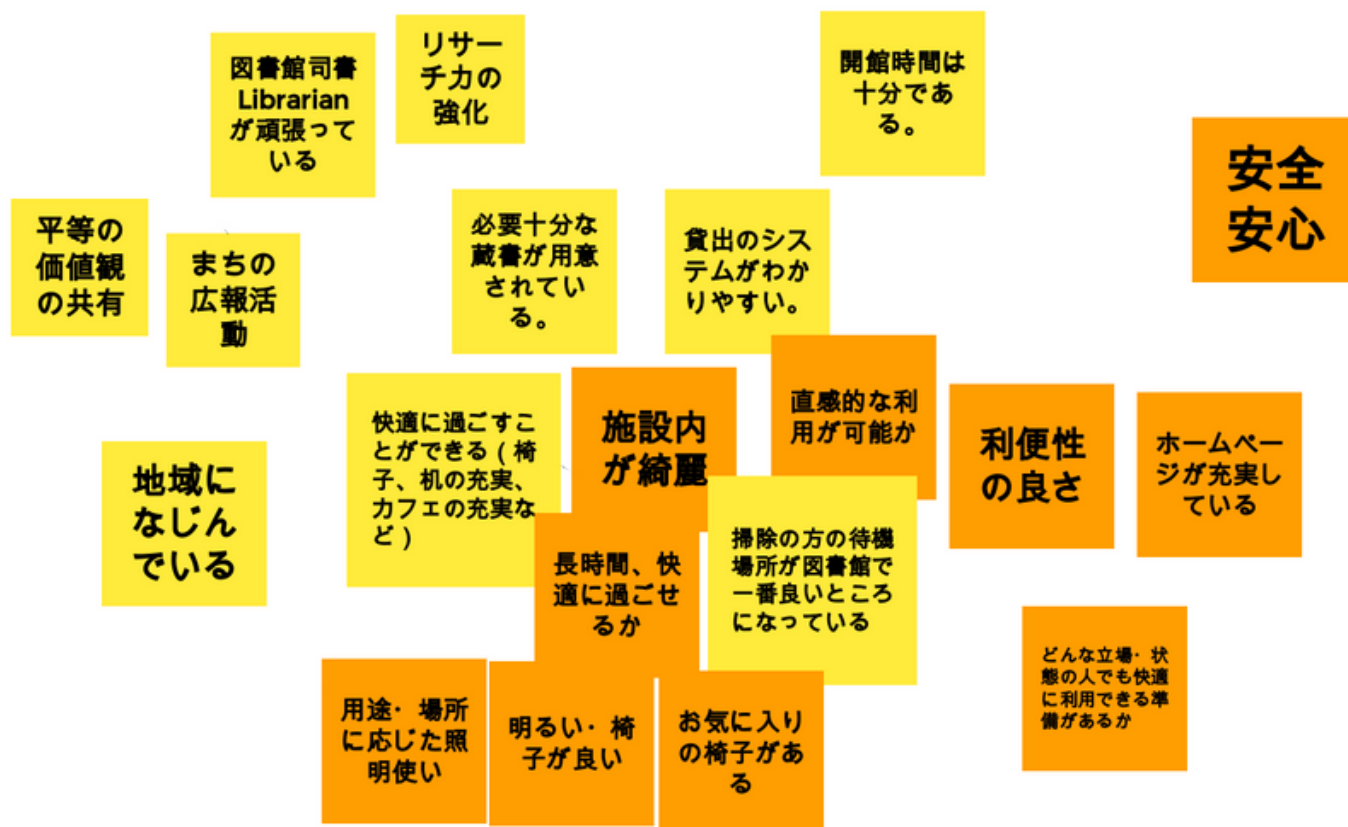 図書館司書
Librarian
が頑張って
いる
リサー
チ力の
強化
開館時間は
十分であ
る。
安全
安心
平等の
価値観
の共有
まちの
広報活
動
必要十分な
蔵書が用意
されてい
る。
貸出のシス
テムがわか
りやすい。
地域に
なじん
でいる
快適に過ごすこ
とができる（椅
子、机の充実、
カフェの充実な
ど）
施設内
が綺麗
直感的な利
用が可能か
利便性
の良さ
ホームペ
ージが充実し
ている
長時間、快
適に過ごせ
るか
掃除の方の待機
場所が図書館で
一番良いところ
になっている
用途・場所
に応じた照
明使い
明るい・椅
子が良い
お気に入り
の椅子があ
る
どんな立場・状
態の人でも快適
に利用できる準
備があるか